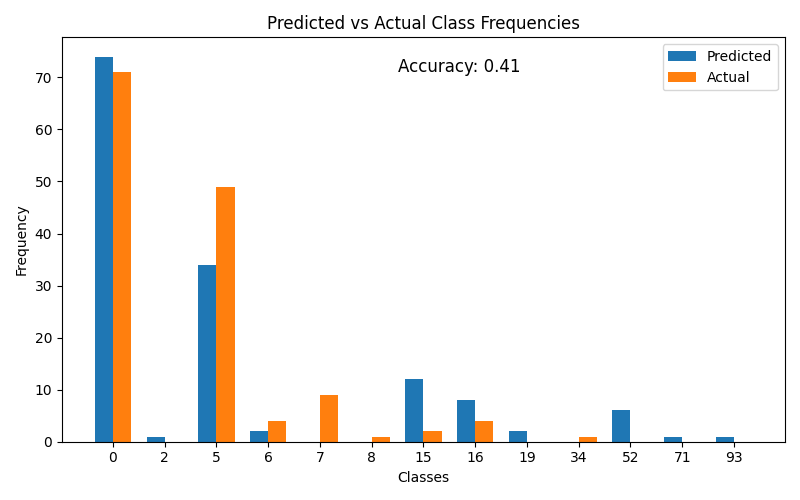 Predicted vs Actual Class Frequencies
Accuracy: 0.41
Predicted
Actual
Frequency
70
60
50
40
30
20
10
0
0 2 5 6 7 8 15 16 19 34 52 71 93
Classes